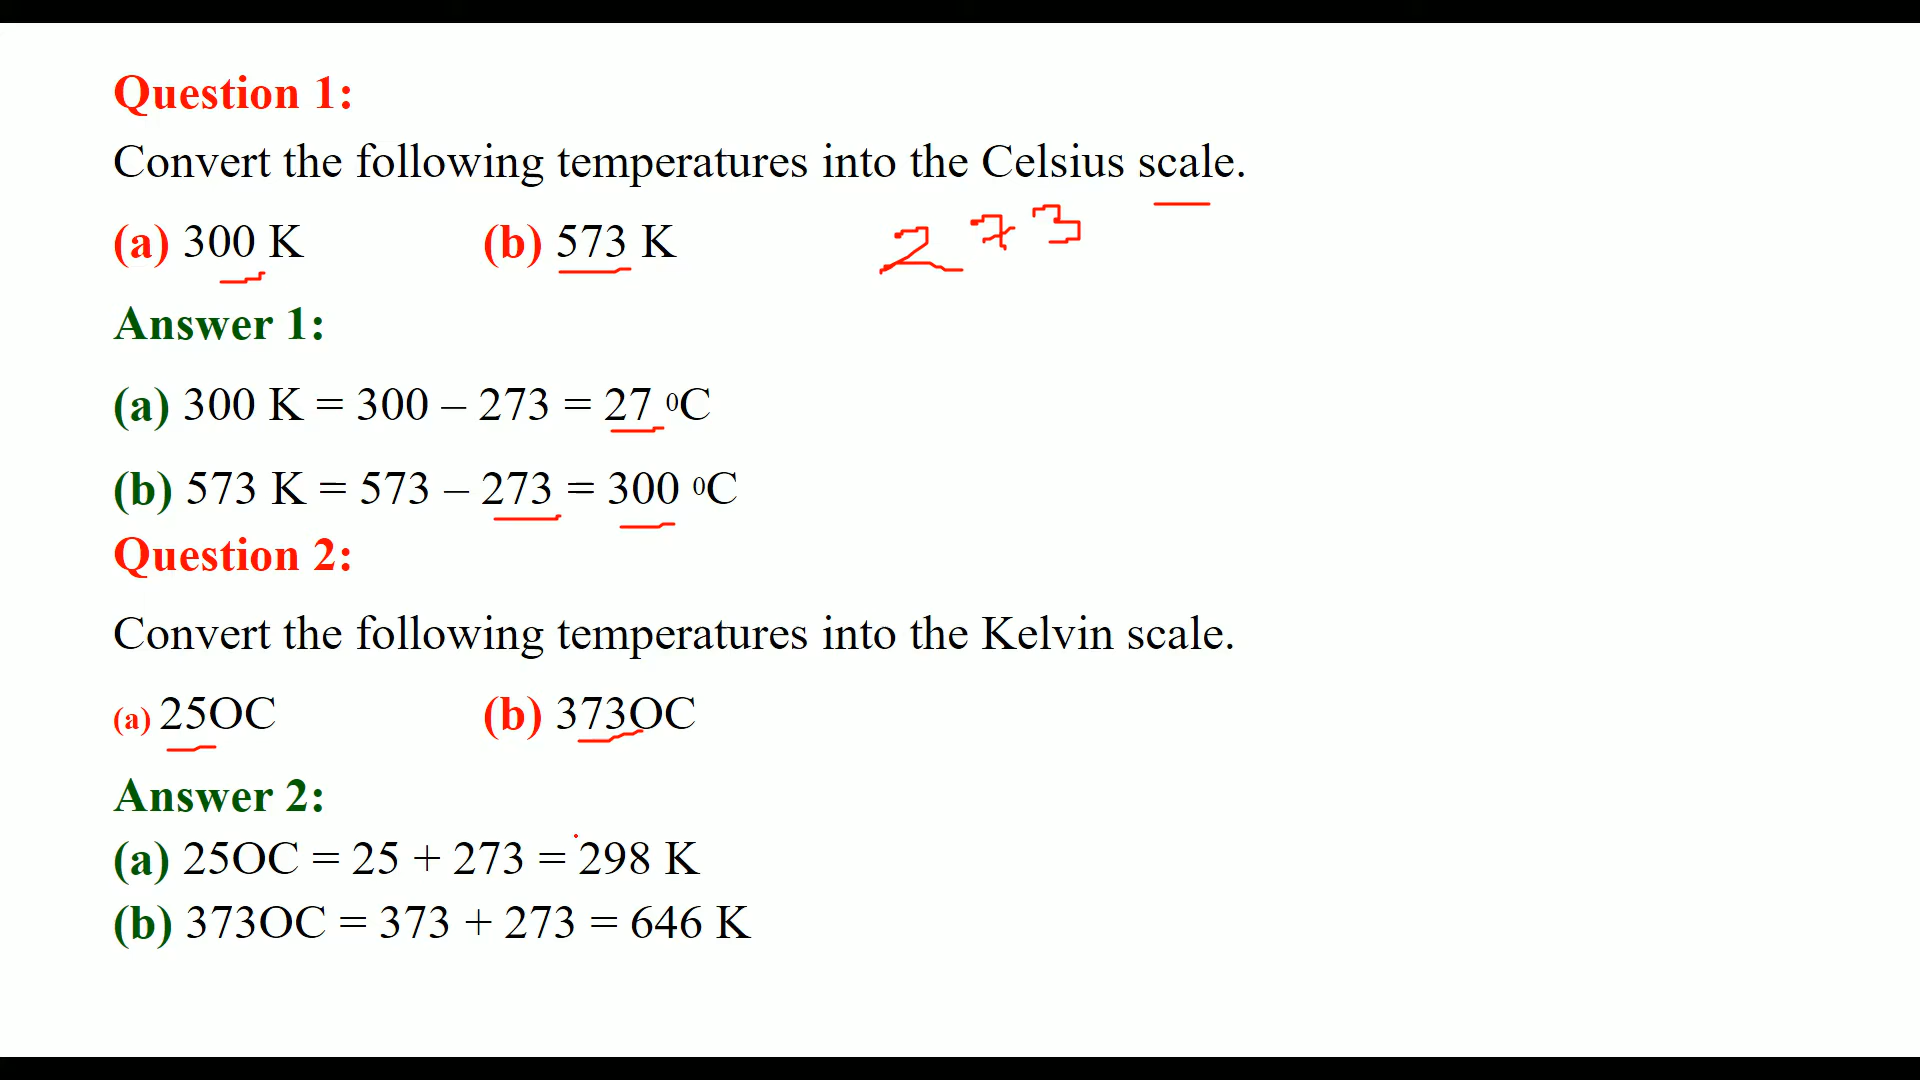 Question 1:
Convert the following temperatures into the Celsius scale.
(a) 300 K (b) 573 K 273
Answer 1:
(a) 300 K = 300 – 273 = 27 ⁰C
(b) 573 K = 573 – 273 = 300 ⁰C
Question 2:
Convert the following temperatures into the Kelvin scale.
(a) 25OC (b) 373OC
Answer 2:
(a) 25OC = 25 + 273 = 298 K
(b) 373OC = 373 + 273 = 646 K